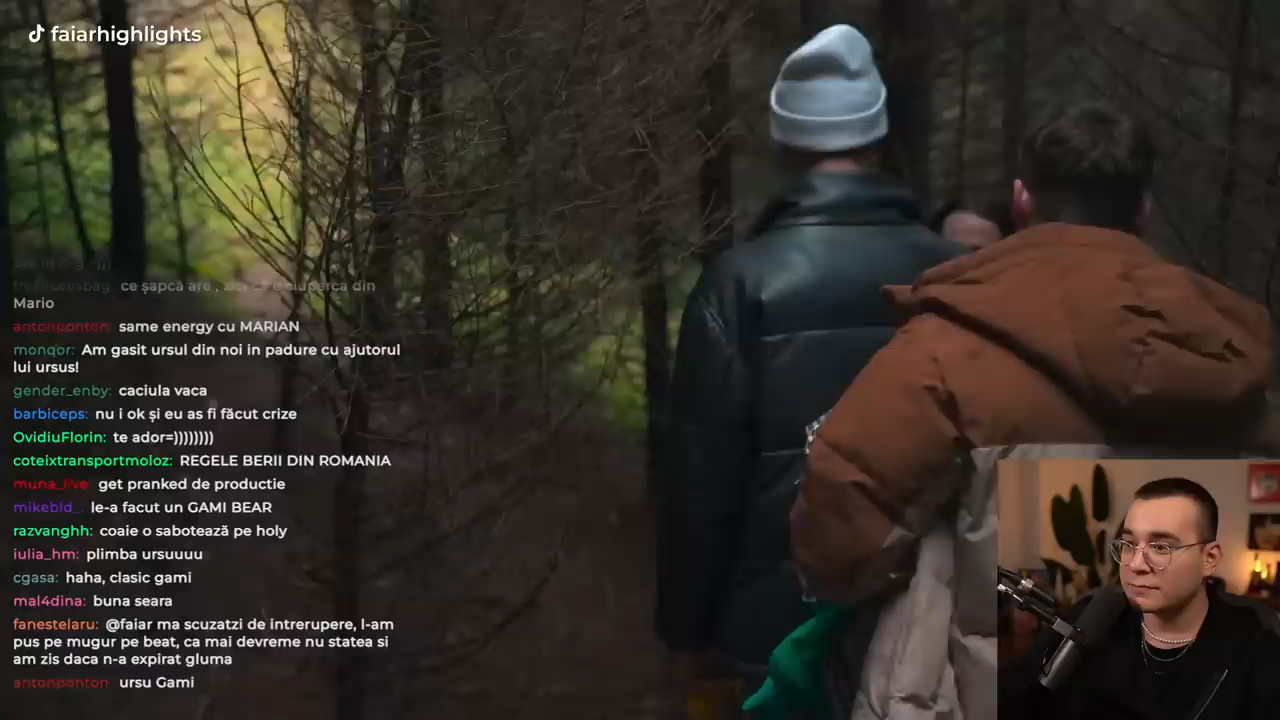 faiarhighlights
ce șapcă are , zici că e ciuperca din
Mario
antonponton: same energy cu MARIAN
monqor: Am gasit ursul din noi in padure cu ajutorul
lui ursus!
gender_enby: caciula vaca
barbiceps: nu i ok și eu as fi făcut crize
OvidiuFlorin: te ador=))))))))
coteixtransportmoloz: REGELE BERII DIN ROMANIA
muna_live: get pranked de productie
mikebld_: le-a facut un GAMI BEAR
razvanghh: coaie o sabotează pe holy
iulia_hm: plimba ursuuuu
cgasa: haha, clasic gami
mal4dina: buna seara
fanestelaru: @faiar ma scuzatzi de intrerupere, l-am
pus pe mugur pe beat, ca mai devreme nu statea si
am zis daca n-a expirat gluma
antonponton: ursu Gami